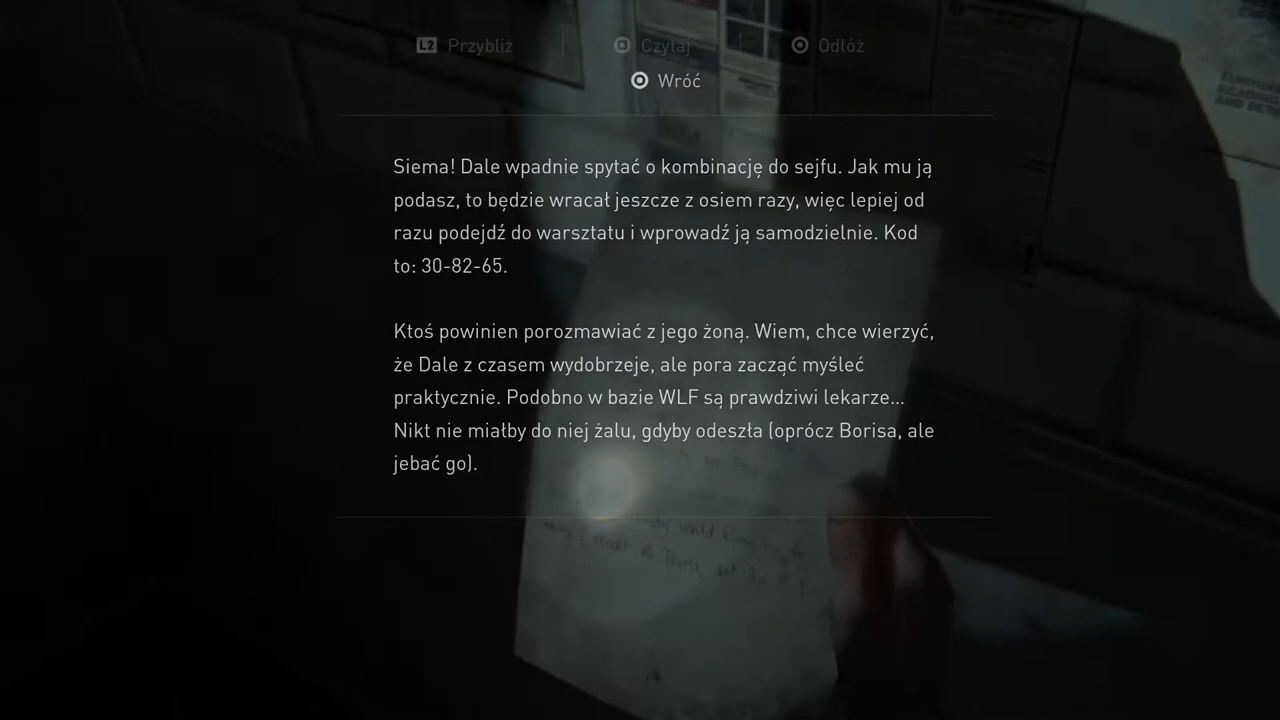 L2 Przybliż Czytaj Odłóż
Wróć
Siema! Dale wpadnie spytać o kombinację do sejfu. Jak mu ją
podasz, to będzie wracał jeszcze z osiem razy, więc lepiej od
razu podejdź do warsztatu i wprowadź ją samodzielnie. Kod
to: 30-82-65.
Ktoś powinien porozmawiać z jego żoną. Wiem, chce wierzyć,
że Dale z czasem wydobrzeje, ale pora zacząć myśleć
praktycznie. Podobno w bazie WLF są prawdziwi lekarze...
Nikt nie miałby do niej żalu, gdyby odeszła (oprócz Borisa, ale
jebać go).